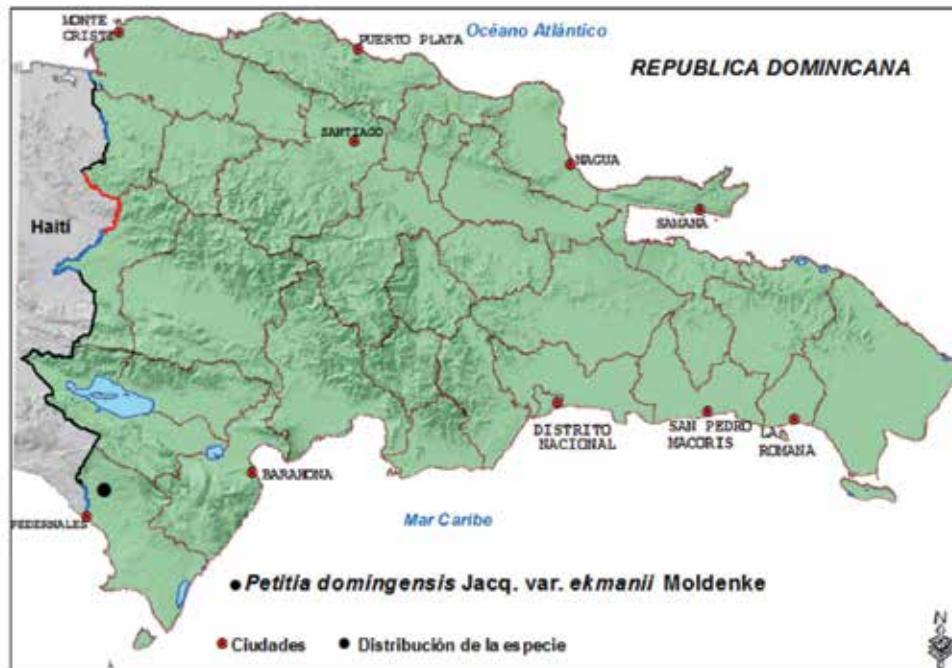 MONTE
CRISTI
PUERTO PLATA
Océano Atlántico
REPUBLICA DOMINICANA
SANTIAGO
NAGUA
SAMANA
Haití
DISTRITO
NACIONAL
SAN PEDRO
MACORIS
LA
ROMANA
BARAHONA
PEDERNALES
Mar Caribe
Petitia domingensis Jacq. var. ekmanii Moldenke
Ciudades
Distribución de la especie